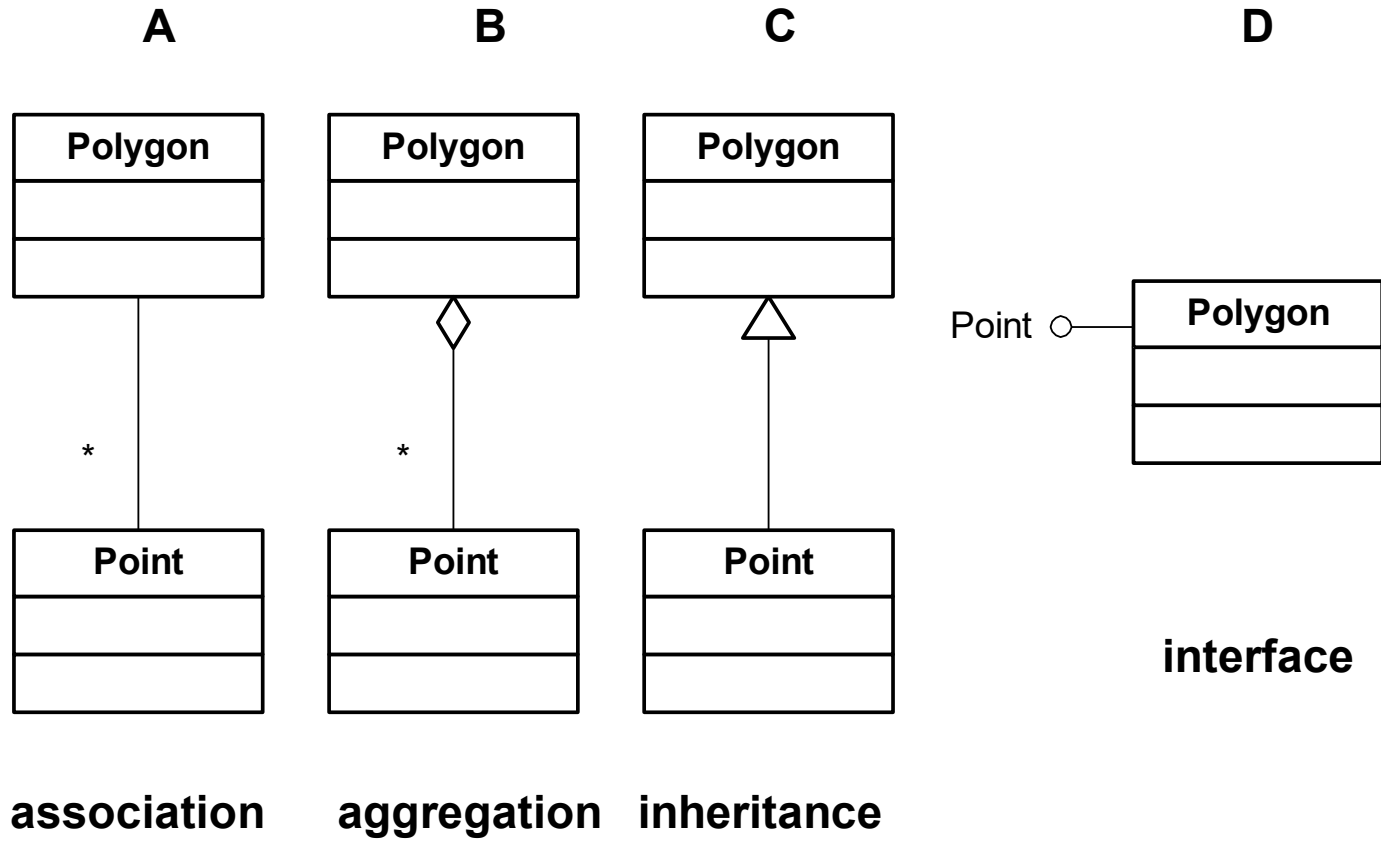 A B C D
Polygon Polygon Polygon
Point Polygon
* *
Point Point Point
interface
association aggregation inheritance